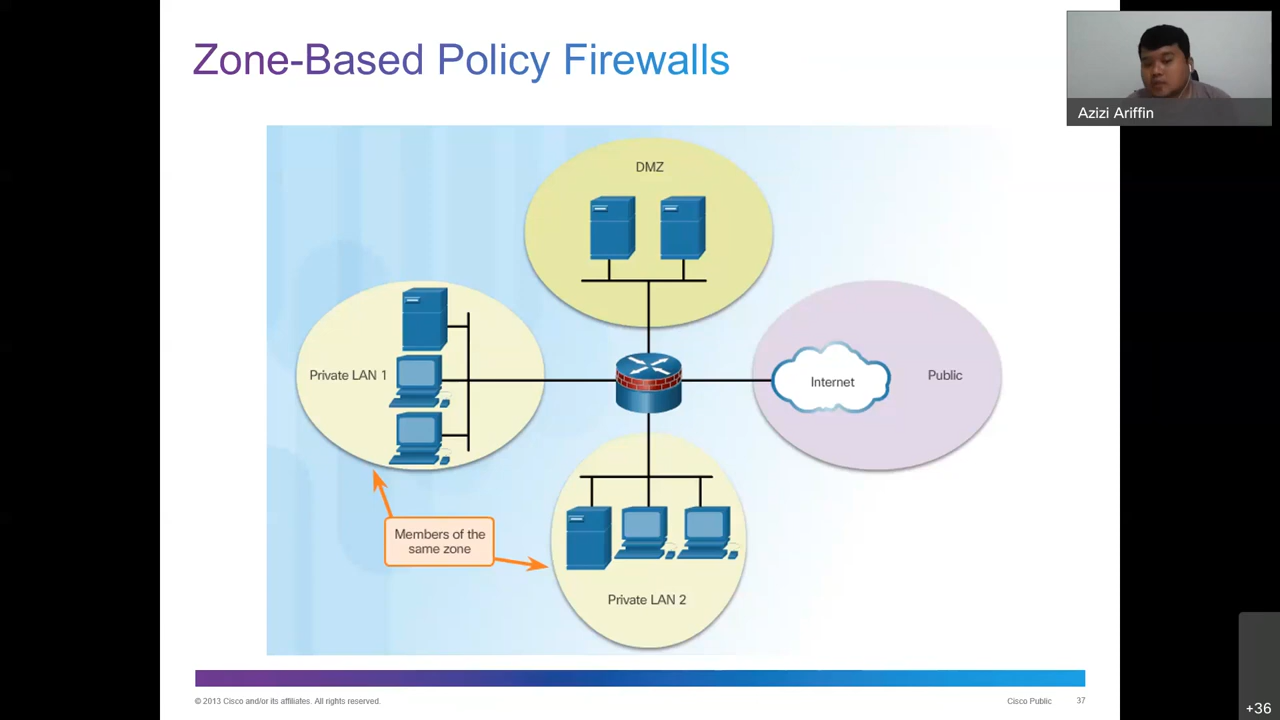 Zone-Based Policy Firewalls
Azizi Ariffin
DMZ
Private LAN 1
Internet
Public
Members of the
same zone
Private LAN 2
© 2013 Cisco and/or its affiliates. All rights reserved.
Cisco Public
37
+36